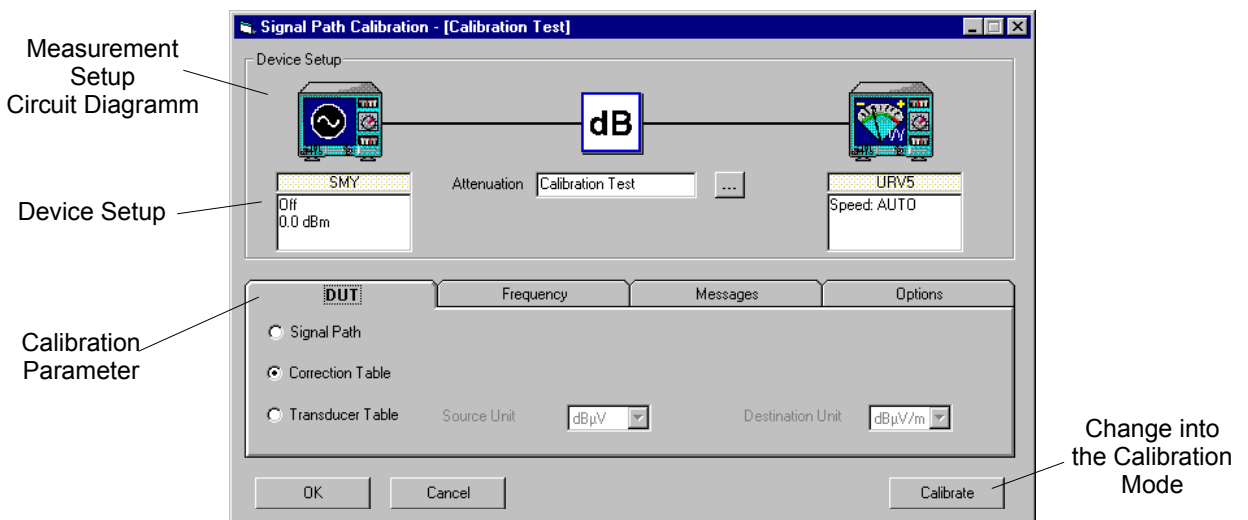 Signal Path Calibration - [Calibration Test]
Measurement
Setup
Circuit Diagramm
Device Setup
dB
SMY
Attenuation Calibration Test ...
URV5
Device Setup
Off
0.0 dBm
Speed: AUTO
DUT Frequency Messages Options
Signal Path
Calibration
Parameter
Correction Table
Transducer Table Source Unit dBµV Destination Unit dBµV/m
Change into
the Calibration
Mode
OK Cancel Calibrate